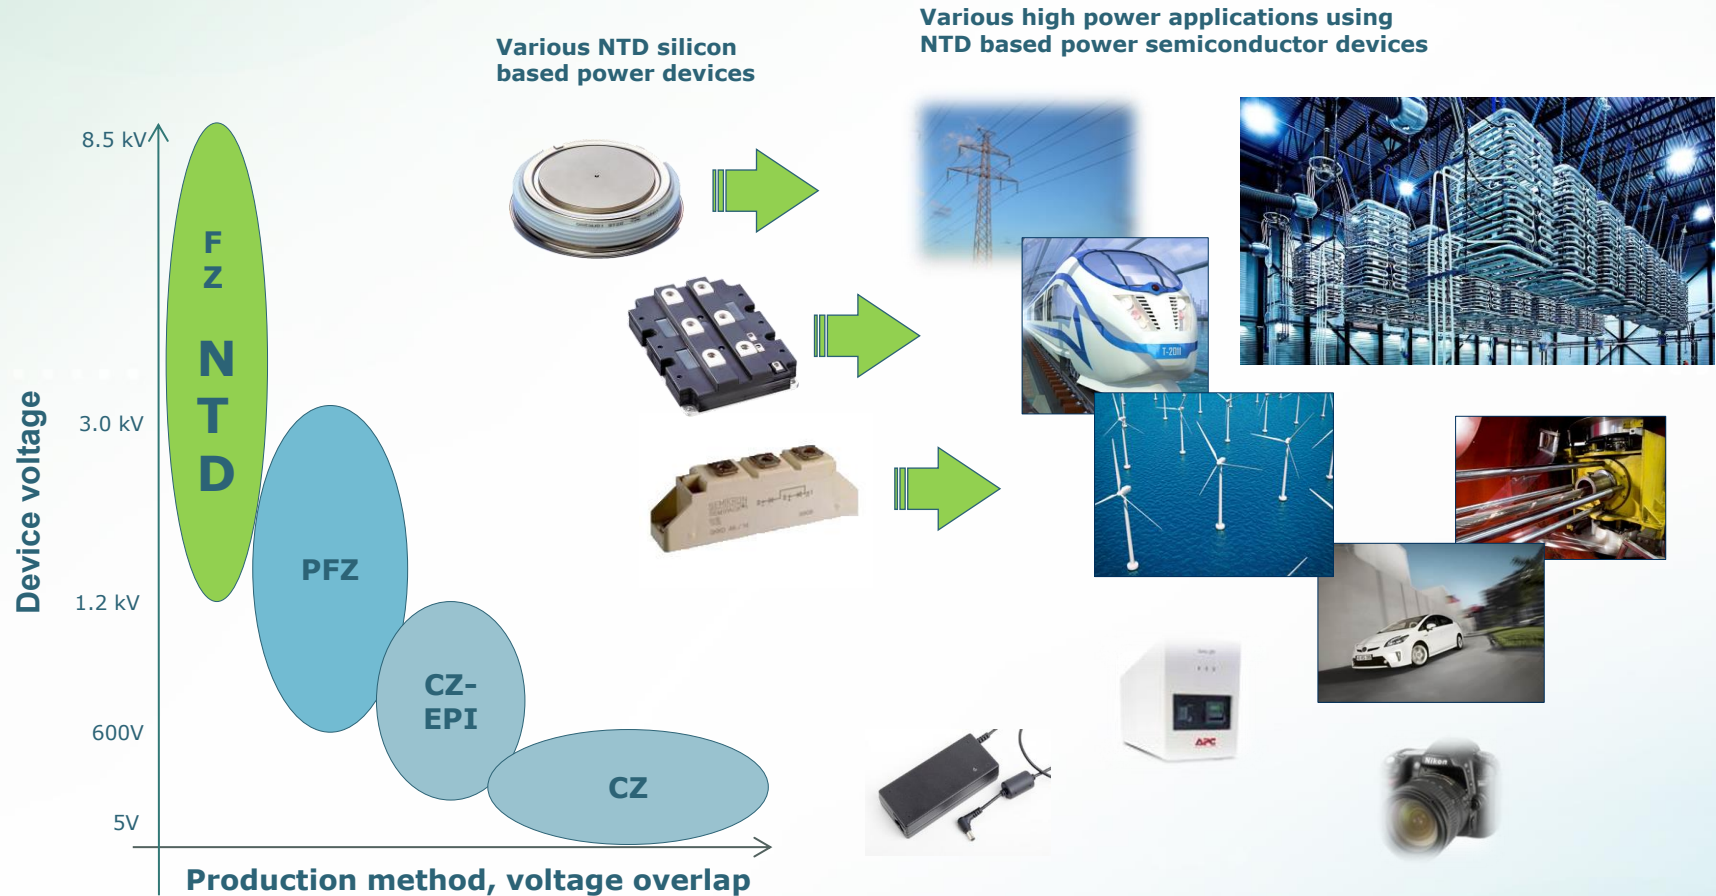 Various NTD silicon
based power devices
Various high power applications using
NTD based power semiconductor devices
8.5 kV
3.0 kV
1.2 kV
600V
5V
Device voltage
F
Z
N
T
D
PFZ
CZ-
EPI
CZ
Production method, voltage overlap
T-2011
SEMIKRON
APC
Nikon